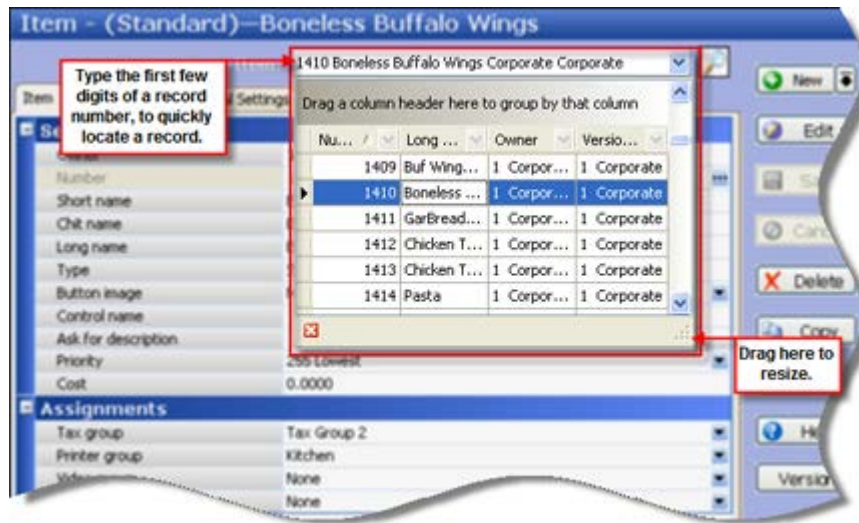 Item - (Standard)—Boneless Buffalo Wings
1410 Boneless Buffalo Wings Corporate Corporate
Type the first few
digits of a record
number, to quickly
locate a record.
Item
Settings
Drag a column header here to group by that column
Nu... Long ... Owner Versio...
1409 Buf Wing... 1 Corpor... 1 Corporate
1410 Boneless ... 1 Corpor... 1 Corporate
1411 GarBread... 1 Corpor... 1 Corporate
1412 Chicken T... 1 Corpor... 1 Corporate
1413 Chicken T... 1 Corpor... 1 Corporate
1414 Pasta 1 Corpor... 1 Corporate
Number
Short name
Chit name
Long name
Type
Button image
Control name
Ask for description
Priority 255 Lowest
Cost 0.0000
Assignments
Tax group Tax Group 2
Printer group Kitchen
None
None
New
Edit
Delete
Copy
Drag here to
resize.